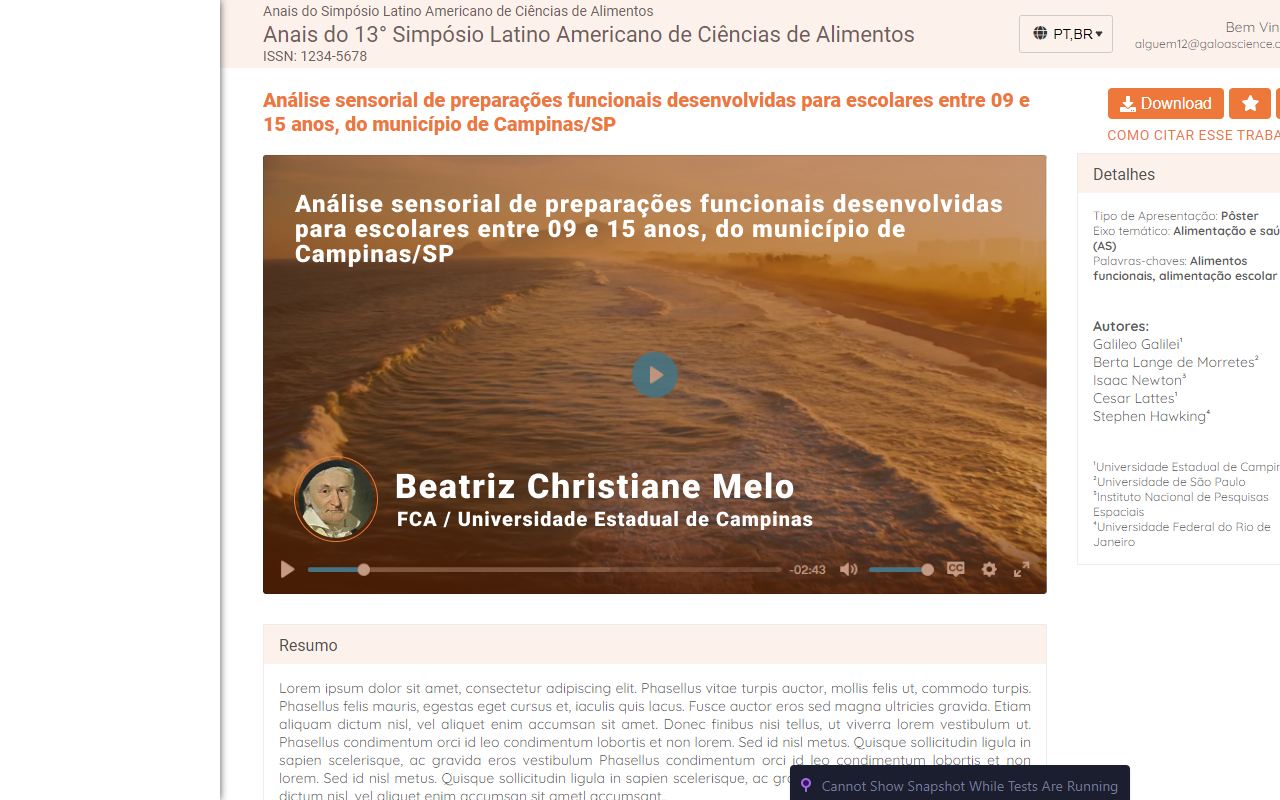 Anais do Simpósio Latino Americano de Ciências de Alimentos
Anais do 13° Simpósio Latino Americano de Ciências de Alimentos
ISSN: 1234-5678
PT,BR
Bem Vin
alguem12@galoascience.c
Análise sensorial de preparações funcionais desenvolvidas para escolares entre 09 e
15 anos, do município de Campinas/SP
Download
COMO CITAR ESSE TRABA
Análise sensorial de preparações funcionais desenvolvidas
para escolares entre 09 e 15 anos, do município de
Campinas/SP
Beatriz Christiane Melo
FCA / Universidade Estadual de Campinas
-02:43
CC
Detalhes
Tipo de Apresentação: Pôster
Eixo temático: Alimentação e saú
(AS)
Palavras-chaves: Alimentos
funcionais, alimentação escolar
Autores:
Galileo Galilei¹
Berta Lange de Morretes²
Isaac Newton³
Cesar Lattes¹
Stephen Hawking⁴
¹Universidade Estadual de Campin
²Universidade de São Paulo
³Instituto Nacional de Pesquisas
Espaciais
⁴Universidade Federal do Rio de
Janeiro
Resumo
Lorem ipsum dolor sit amet, consectetur adipiscing elit. Phasellus vitae turpis auctor, mollis felis ut, commodo turpis.
Phasellus felis mauris, egestas eget cursus et, iaculis quis lacus. Fusce auctor eros sed magna ultricies gravida. Etiam
aliquam dictum nisl, vel aliquet enim accumsan sit amet. Donec finibus nisi tellus, ut viverra lorem vestibulum ut.
Phasellus condimentum orci id leo condimentum lobortis et non lorem. Sed id nisl metus. Quisque sollicitudin ligula in
sapien scelerisque, ac gravida eros vestibulum Phasellus condimentum orci id leo condimentum lobortis et non
lorem. Sed id nisl metus. Quisque sollicitudin ligula in sapien scelerisque, ac gr
dictum nisl, vel aliquet enim accumsan sit ametl accumsant..
Cannot Show Snapshot While Tests Are Running